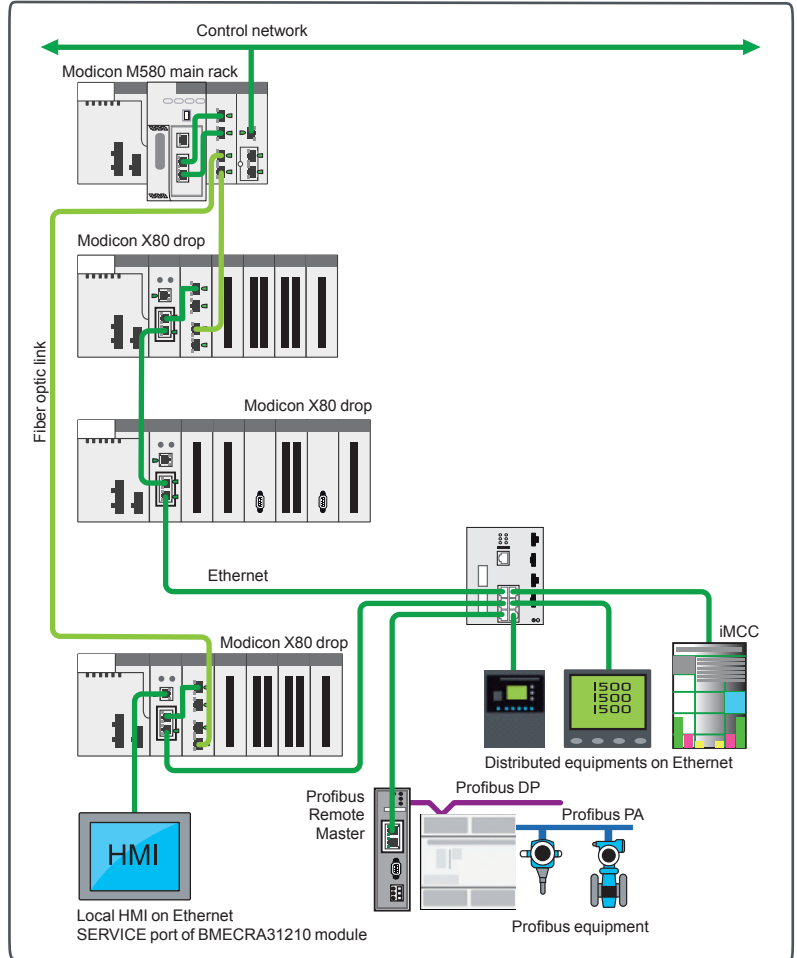 Control network
Modicon M580 main rack
Modicon X80 drop
Fiber optic link
Modicon X80 drop
Ethernet
Modicon X80 drop
iMCC
1500
1500
1500
Distributed equipments on Ethernet
Profibus
Remote
Master
Profibus DP
Profibus PA
HMI
Profibus equipment
Local HMI on Ethernet
SERVICE port of BMECRA31210 module